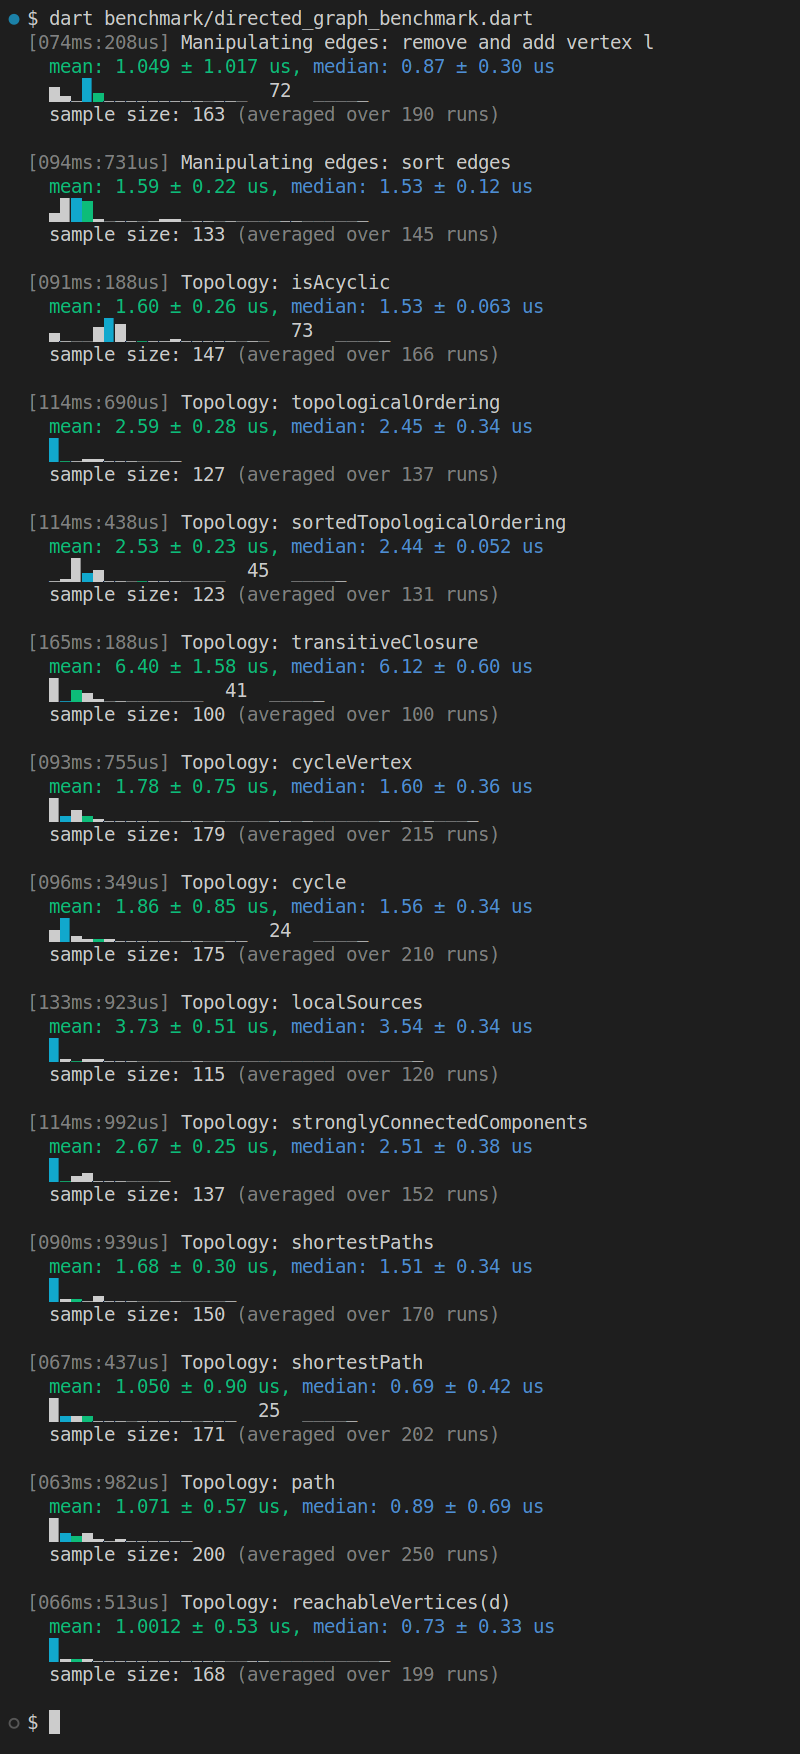 $ dart benchmark/directed_graph_benchmark.dart
[074ms:208us] Manipulating edges: remove and add vertex l
mean: 1.049 ± 1.017 us, median: 0.87 ± 0.30 us
72
sample size: 163 (averaged over 190 runs)
[094ms:731us] Manipulating edges: sort edges
mean: 1.59 ± 0.22 us, median: 1.53 ± 0.12 us
sample size: 133 (averaged over 145 runs)
[091ms:188us] Topology: isAcyclic
mean: 1.60 ± 0.26 us, median: 1.53 ± 0.063 us
73
sample size: 147 (averaged over 166 runs)
[114ms:690us] Topology: topologicalOrdering
mean: 2.59 ± 0.28 us, median: 2.45 ± 0.34 us
sample size: 127 (averaged over 137 runs)
[114ms:438us] Topology: sortedTopologicalOrdering
mean: 2.53 ± 0.23 us, median: 2.44 ± 0.052 us
45
sample size: 123 (averaged over 131 runs)
[165ms:188us] Topology: transitiveClosure
mean: 6.40 ± 1.58 us, median: 6.12 ± 0.60 us
41
sample size: 100 (averaged over 100 runs)
[093ms:755us] Topology: cycleVertex
mean: 1.78 ± 0.75 us, median: 1.60 ± 0.36 us
sample size: 179 (averaged over 215 runs)
[096ms:349us] Topology: cycle
mean: 1.86 ± 0.85 us, median: 1.56 ± 0.34 us
24
sample size: 175 (averaged over 210 runs)
[133ms:923us] Topology: localSources
mean: 3.73 ± 0.51 us, median: 3.54 ± 0.34 us
sample size: 115 (averaged over 120 runs)
[114ms:992us] Topology: stronglyConnectedComponents
mean: 2.67 ± 0.25 us, median: 2.51 ± 0.38 us
sample size: 137 (averaged over 152 runs)
[090ms:939us] Topology: shortestPaths
mean: 1.68 ± 0.30 us, median: 1.51 ± 0.34 us
sample size: 150 (averaged over 170 runs)
[067ms:437us] Topology: shortestPath
mean: 1.050 ± 0.90 us, median: 0.69 ± 0.42 us
25
sample size: 171 (averaged over 202 runs)
[063ms:982us] Topology: path
mean: 1.071 ± 0.57 us, median: 0.89 ± 0.69 us
sample size: 200 (averaged over 250 runs)
[066ms:513us] Topology: reachableVertices(d)
mean: 1.0012 ± 0.53 us, median: 0.73 ± 0.33 us
sample size: 168 (averaged over 199 runs)
$